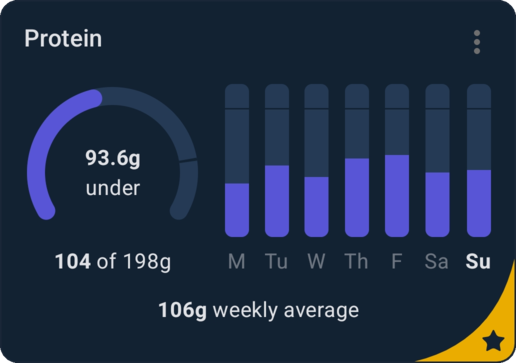 Protein
93.6g
under
104 of 198g
M Tu W Th F Sa Su
106g weekly average